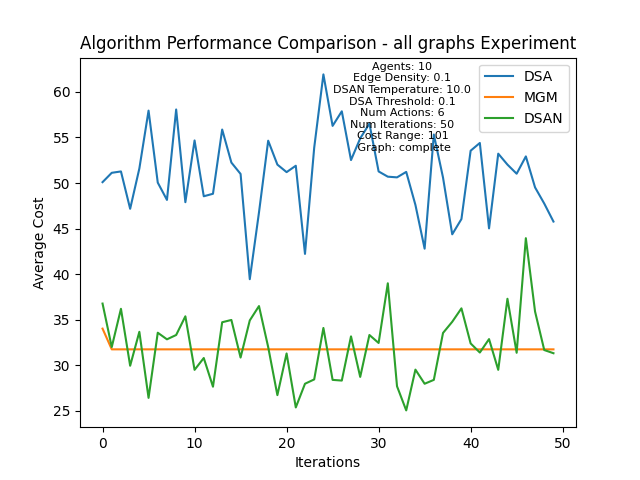 Algorithm Performance Comparison - all graphs Experiment
Agents: 10
Edge Density: 0.1
DSAN Temperature: 10.0
DSA Threshold: 0.1
Num Actions: 6
Num Iterations: 50
Cost Range: 101
Graph: complete
DSA
MGM
DSAN
Average Cost
60
55
50
45
40
35
30
25
0 10 20 30 40 50
Iterations